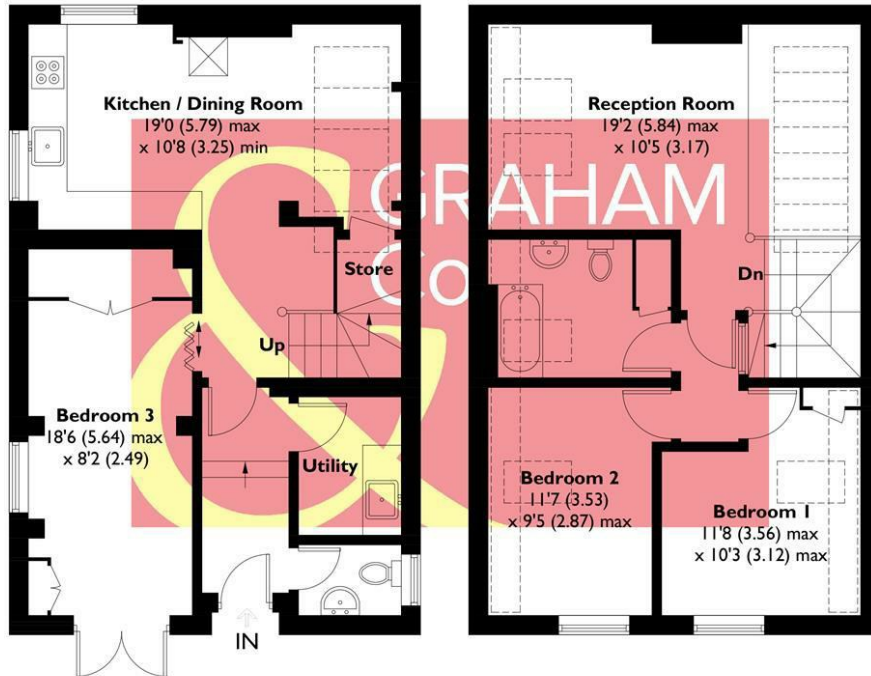 Kitchen / Dining Room
19'0 (5.79) max
x 10'8 (3.25) min
Reception Room
19'2 (5.84) max
x 10'5 (3.17)
&
GRAHAM
Co
Store
Up
Dn
Bedroom 3
18'6 (5.64) max
x 8'2 (2.49)
Utility
Bedroom 2
11'7 (3.53)
x 9'5 (2.87) max
Bedroom 1
11'8 (3.56) max
x 10'3 (3.12) max
IN